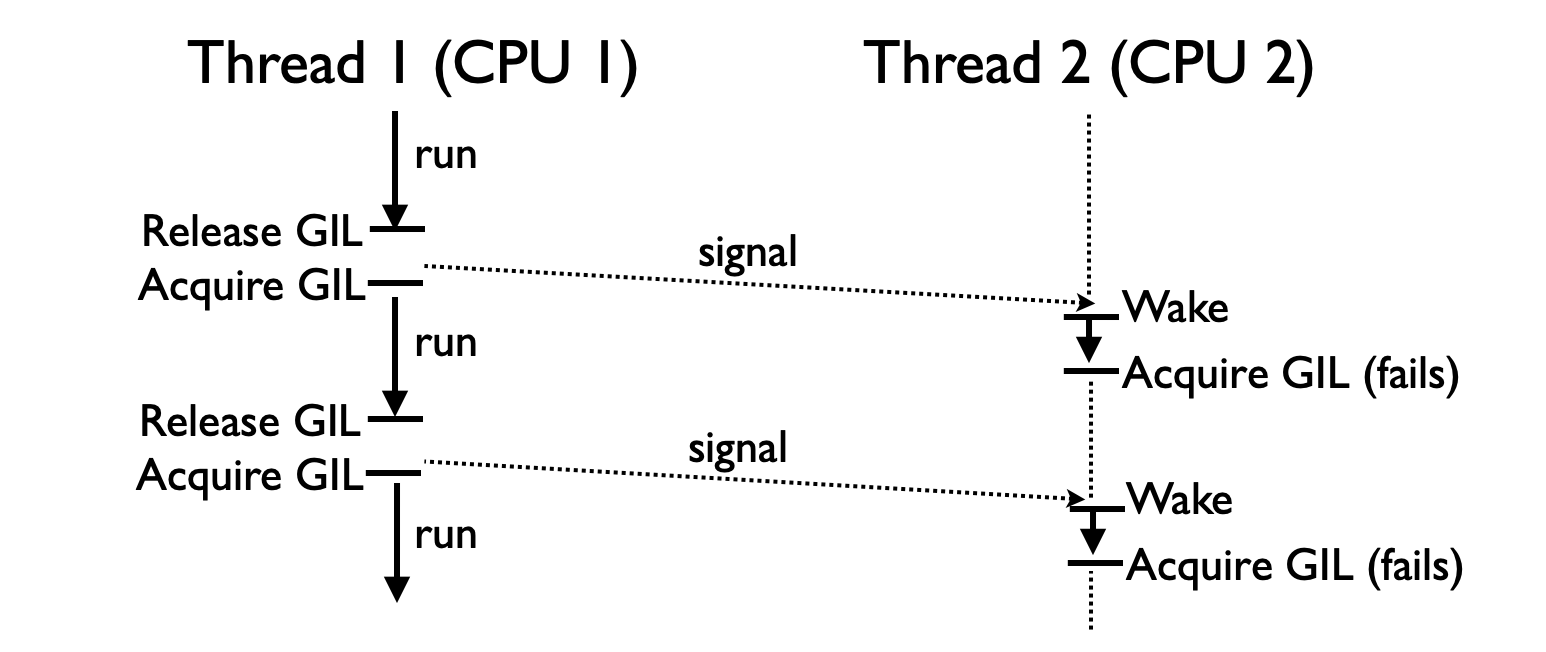 Thread 1 (CPU 1)
Thread 2 (CPU 2)
run
Release GIL
signal
Acquire GIL
Wake
run
Acquire GIL (fails)
Release GIL
signal
Acquire GIL
Wake
run
Acquire GIL (fails)